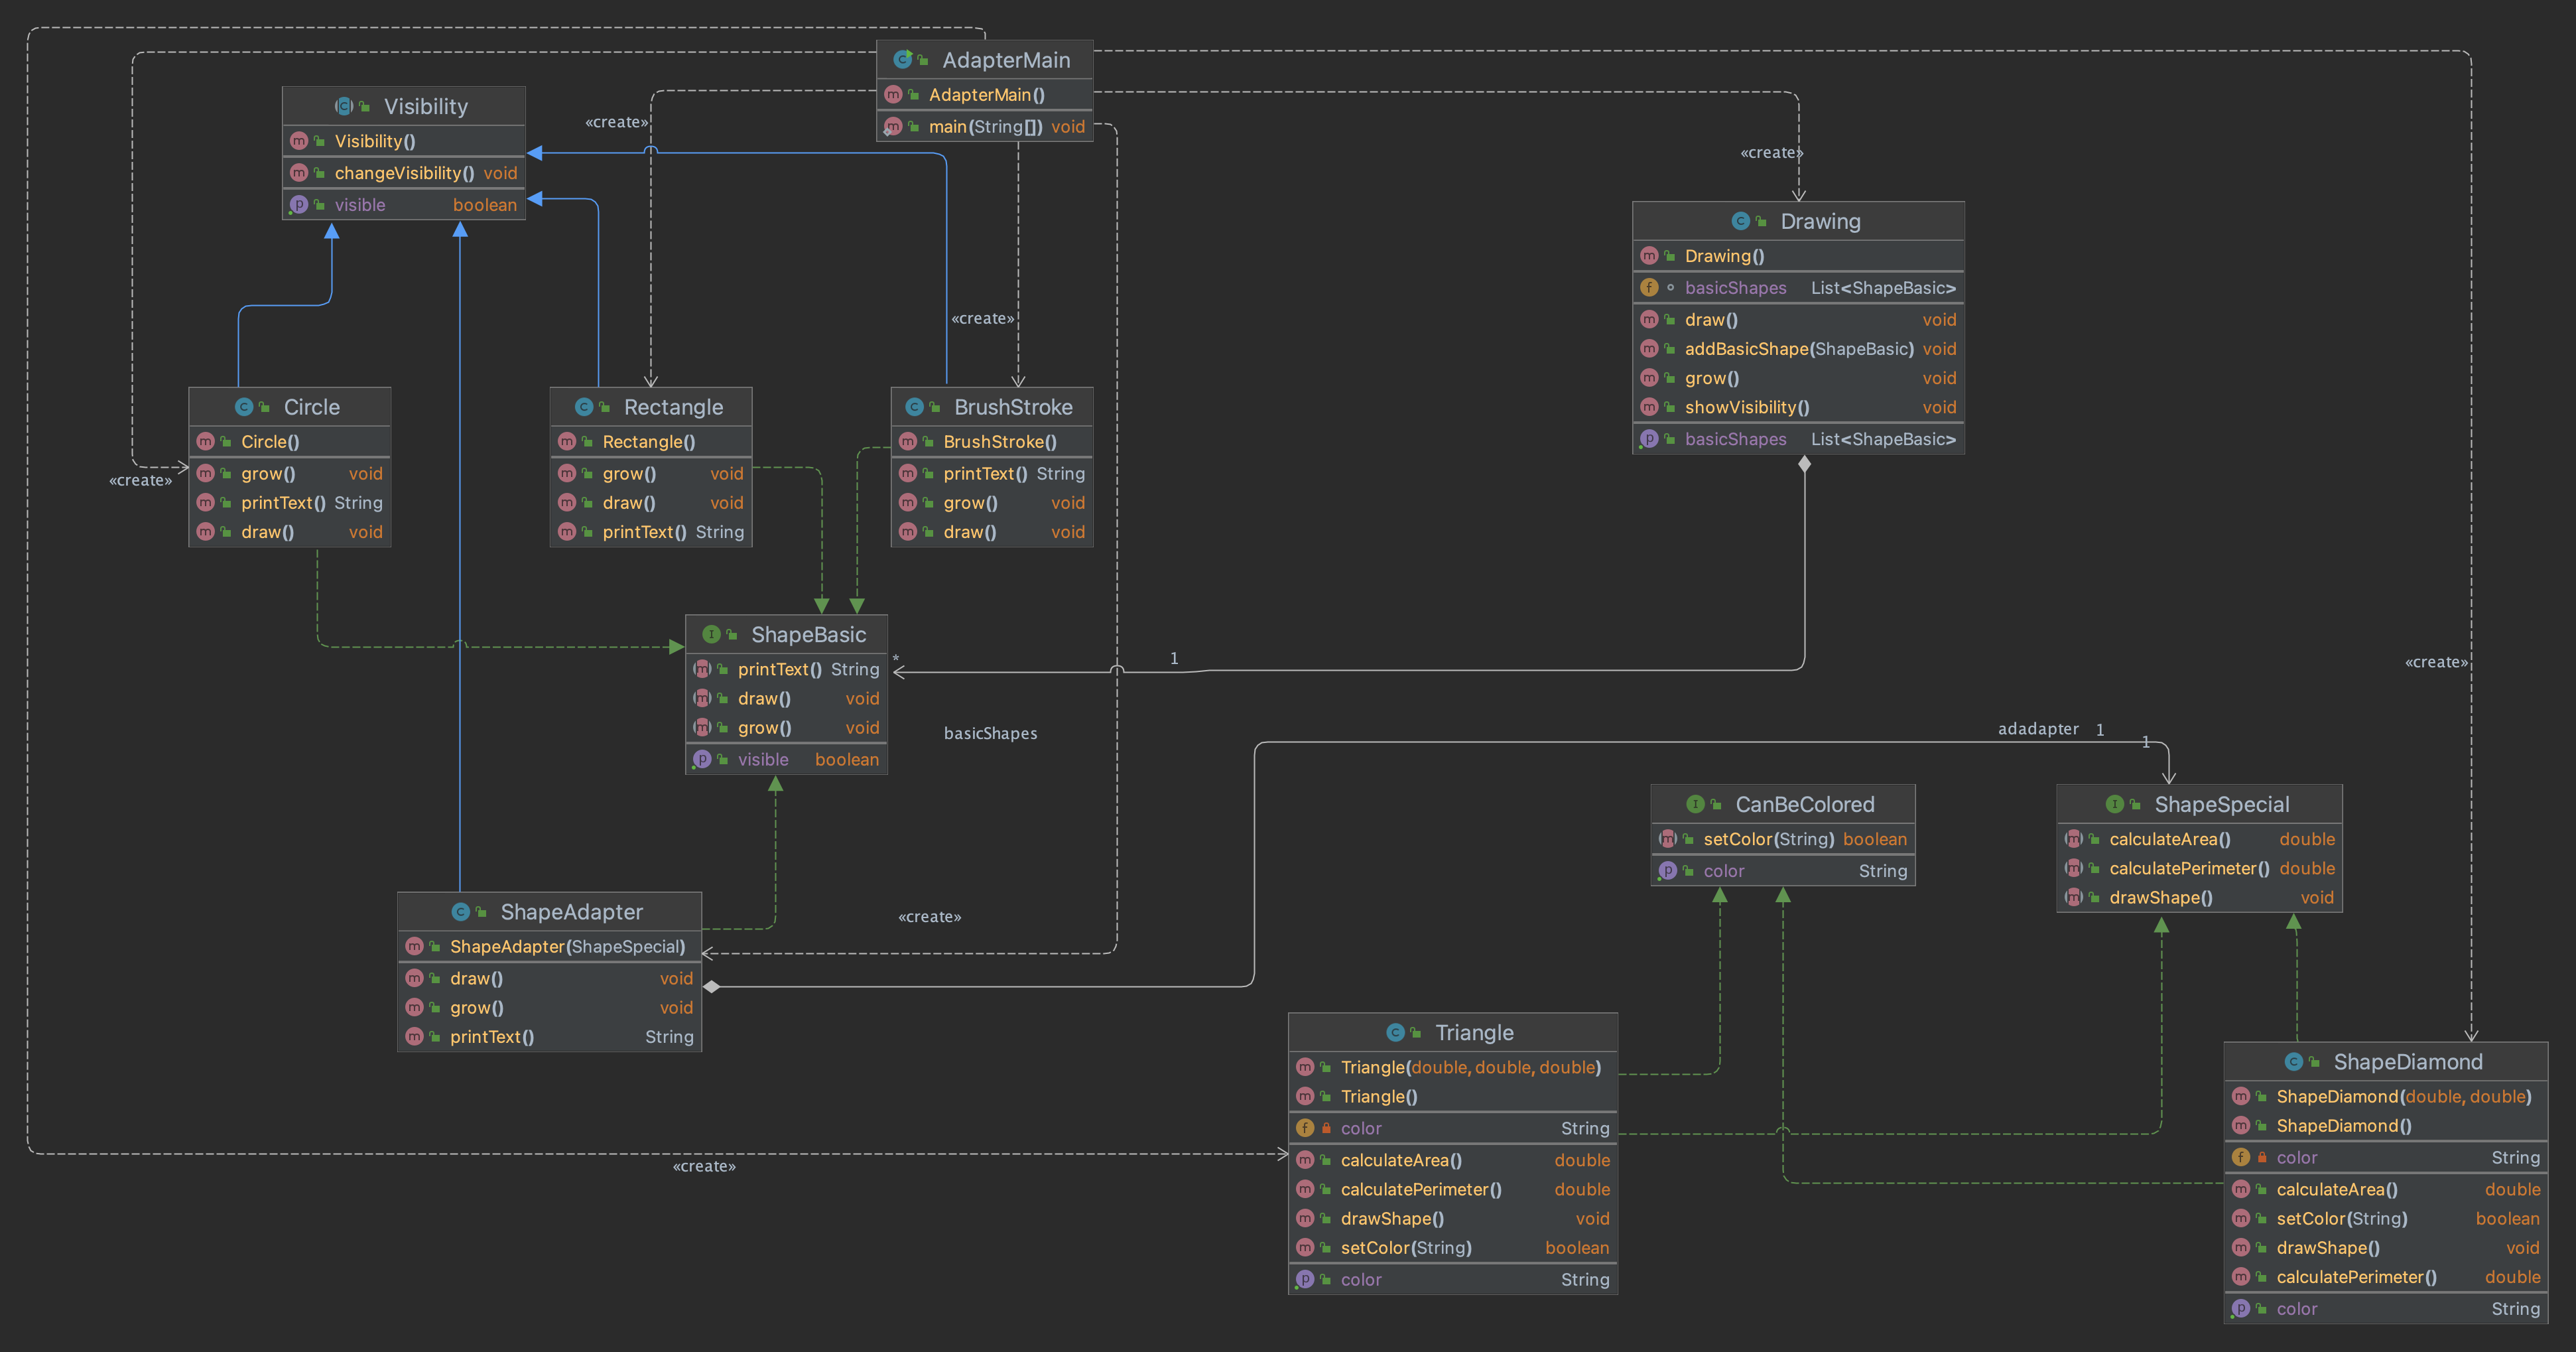 AdapterMain
AdapterMain()
main(String[]) void
Visibility
Visibility()
changeVisibility() void
visible boolean
«create»
«create»
«create»
Drawing
Drawing()
basicShapes List<ShapeBasic>
draw() void
addBasicShape(ShapeBasic) void
grow() void
showVisibility() void
basicShapes List<ShapeBasic>
Circle
Circle()
grow() void
printText() String
draw() void
«create»
Rectangle
Rectangle()
grow() void
draw() void
printText() String
BrushStroke
BrushStroke()
printText() String
grow() void
draw() void
ShapeBasic
printText() String
draw() void
grow() void
visible boolean
*
1
basicShapes
«create»
adadapter 1
1
CanBeColored
setColor(String) boolean
color String
ShapeSpecial
calculateArea() double
calculatePerimeter() double
drawShape() void
ShapeAdapter
ShapeAdapter(ShapeSpecial)
draw() void
grow() void
printText() String
«create»
Triangle
Triangle(double, double, double)
Triangle()
color String
calculateArea() double
calculatePerimeter() double
drawShape() void
setColor(String) boolean
color String
«create»
ShapeDiamond
ShapeDiamond(double, double)
ShapeDiamond()
color String
calculateArea() double
setColor(String) boolean
drawShape() void
calculatePerimeter() double
color String